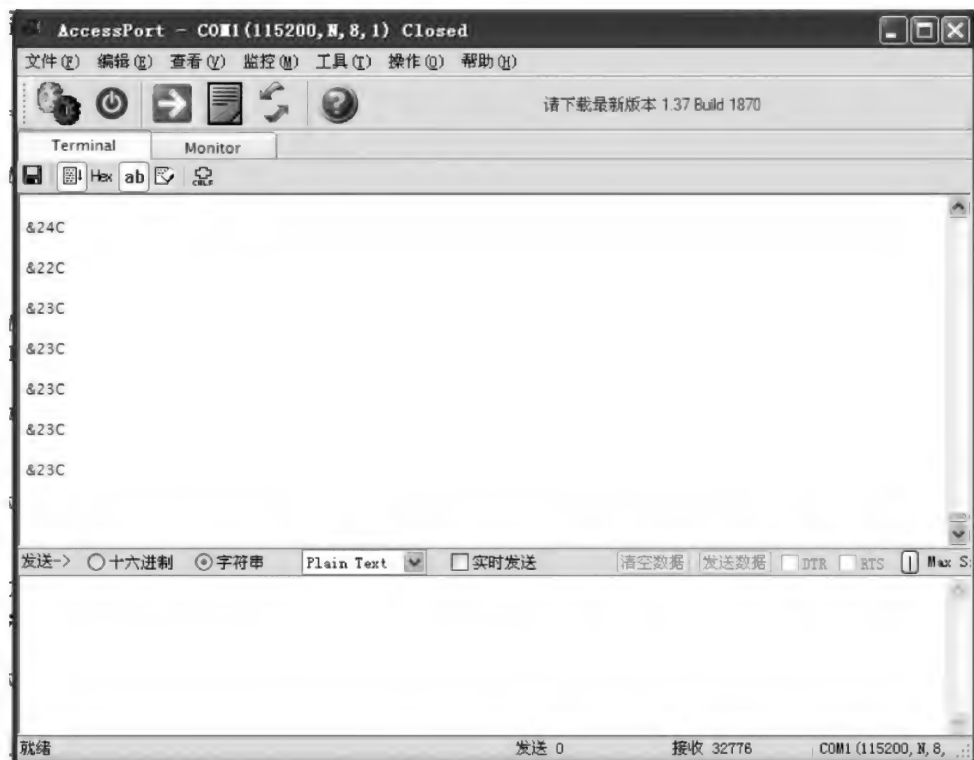 AccessPort - COM1(115200,N,8,1) Closed
文件(F) 编辑(E) 查看(V) 监控(M) 工具(T) 操作(O) 帮助(H)
请下载最新版本 1.37 Build 1870
Terminal Monitor
Hex ab CRLF
&24C
&22C
&23C
&23C
&23C
&23C
&23C
发送-> 十六进制 字符串 Plain Text 实时发送 清空数据 发送数据 DTR RTS Max S
就绪 发送 0 接收 32776 COM1 (115200, N, 8,